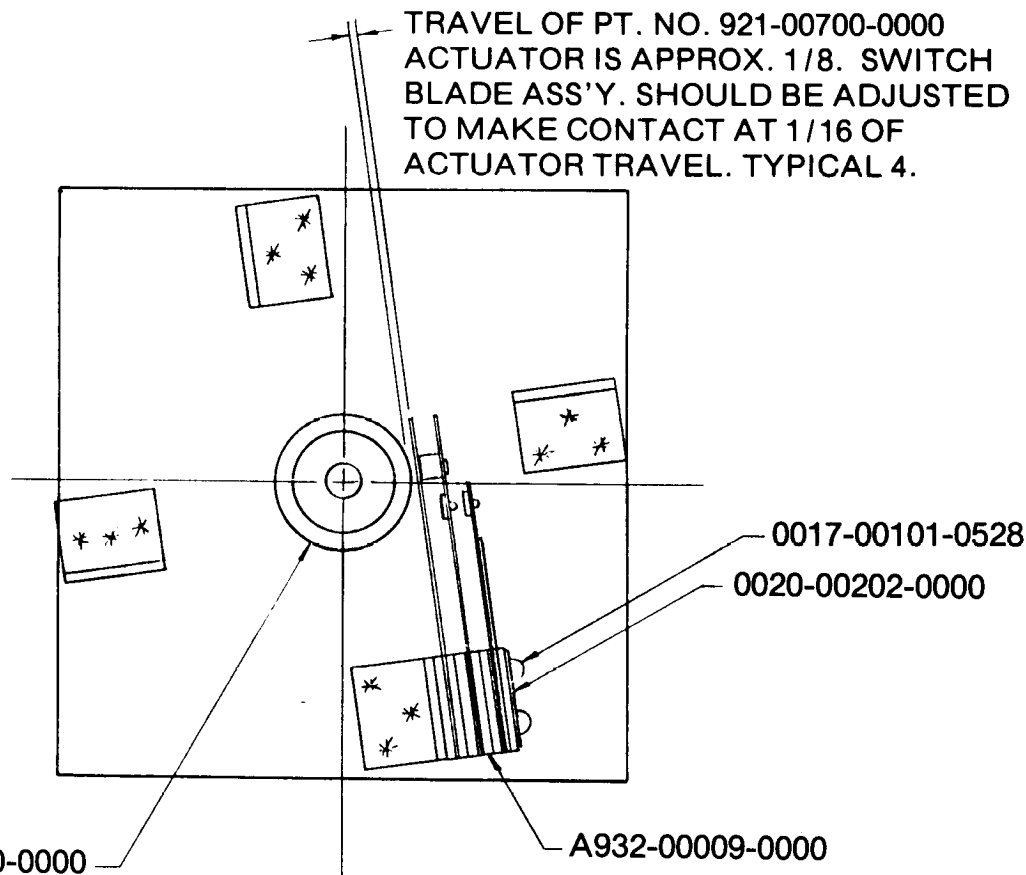 TRAVEL OF PT. NO. 921-00700-0000
ACTUATOR IS APPROX. 1/8. SWITCH
BLADE ASS'Y. SHOULD BE ADJUSTED
TO MAKE CONTACT AT 1/16 OF
ACTUATOR TRAVEL. TYPICAL 4.
0017-00101-0528
0020-00202-0000
A932-00009-0000
0-0000